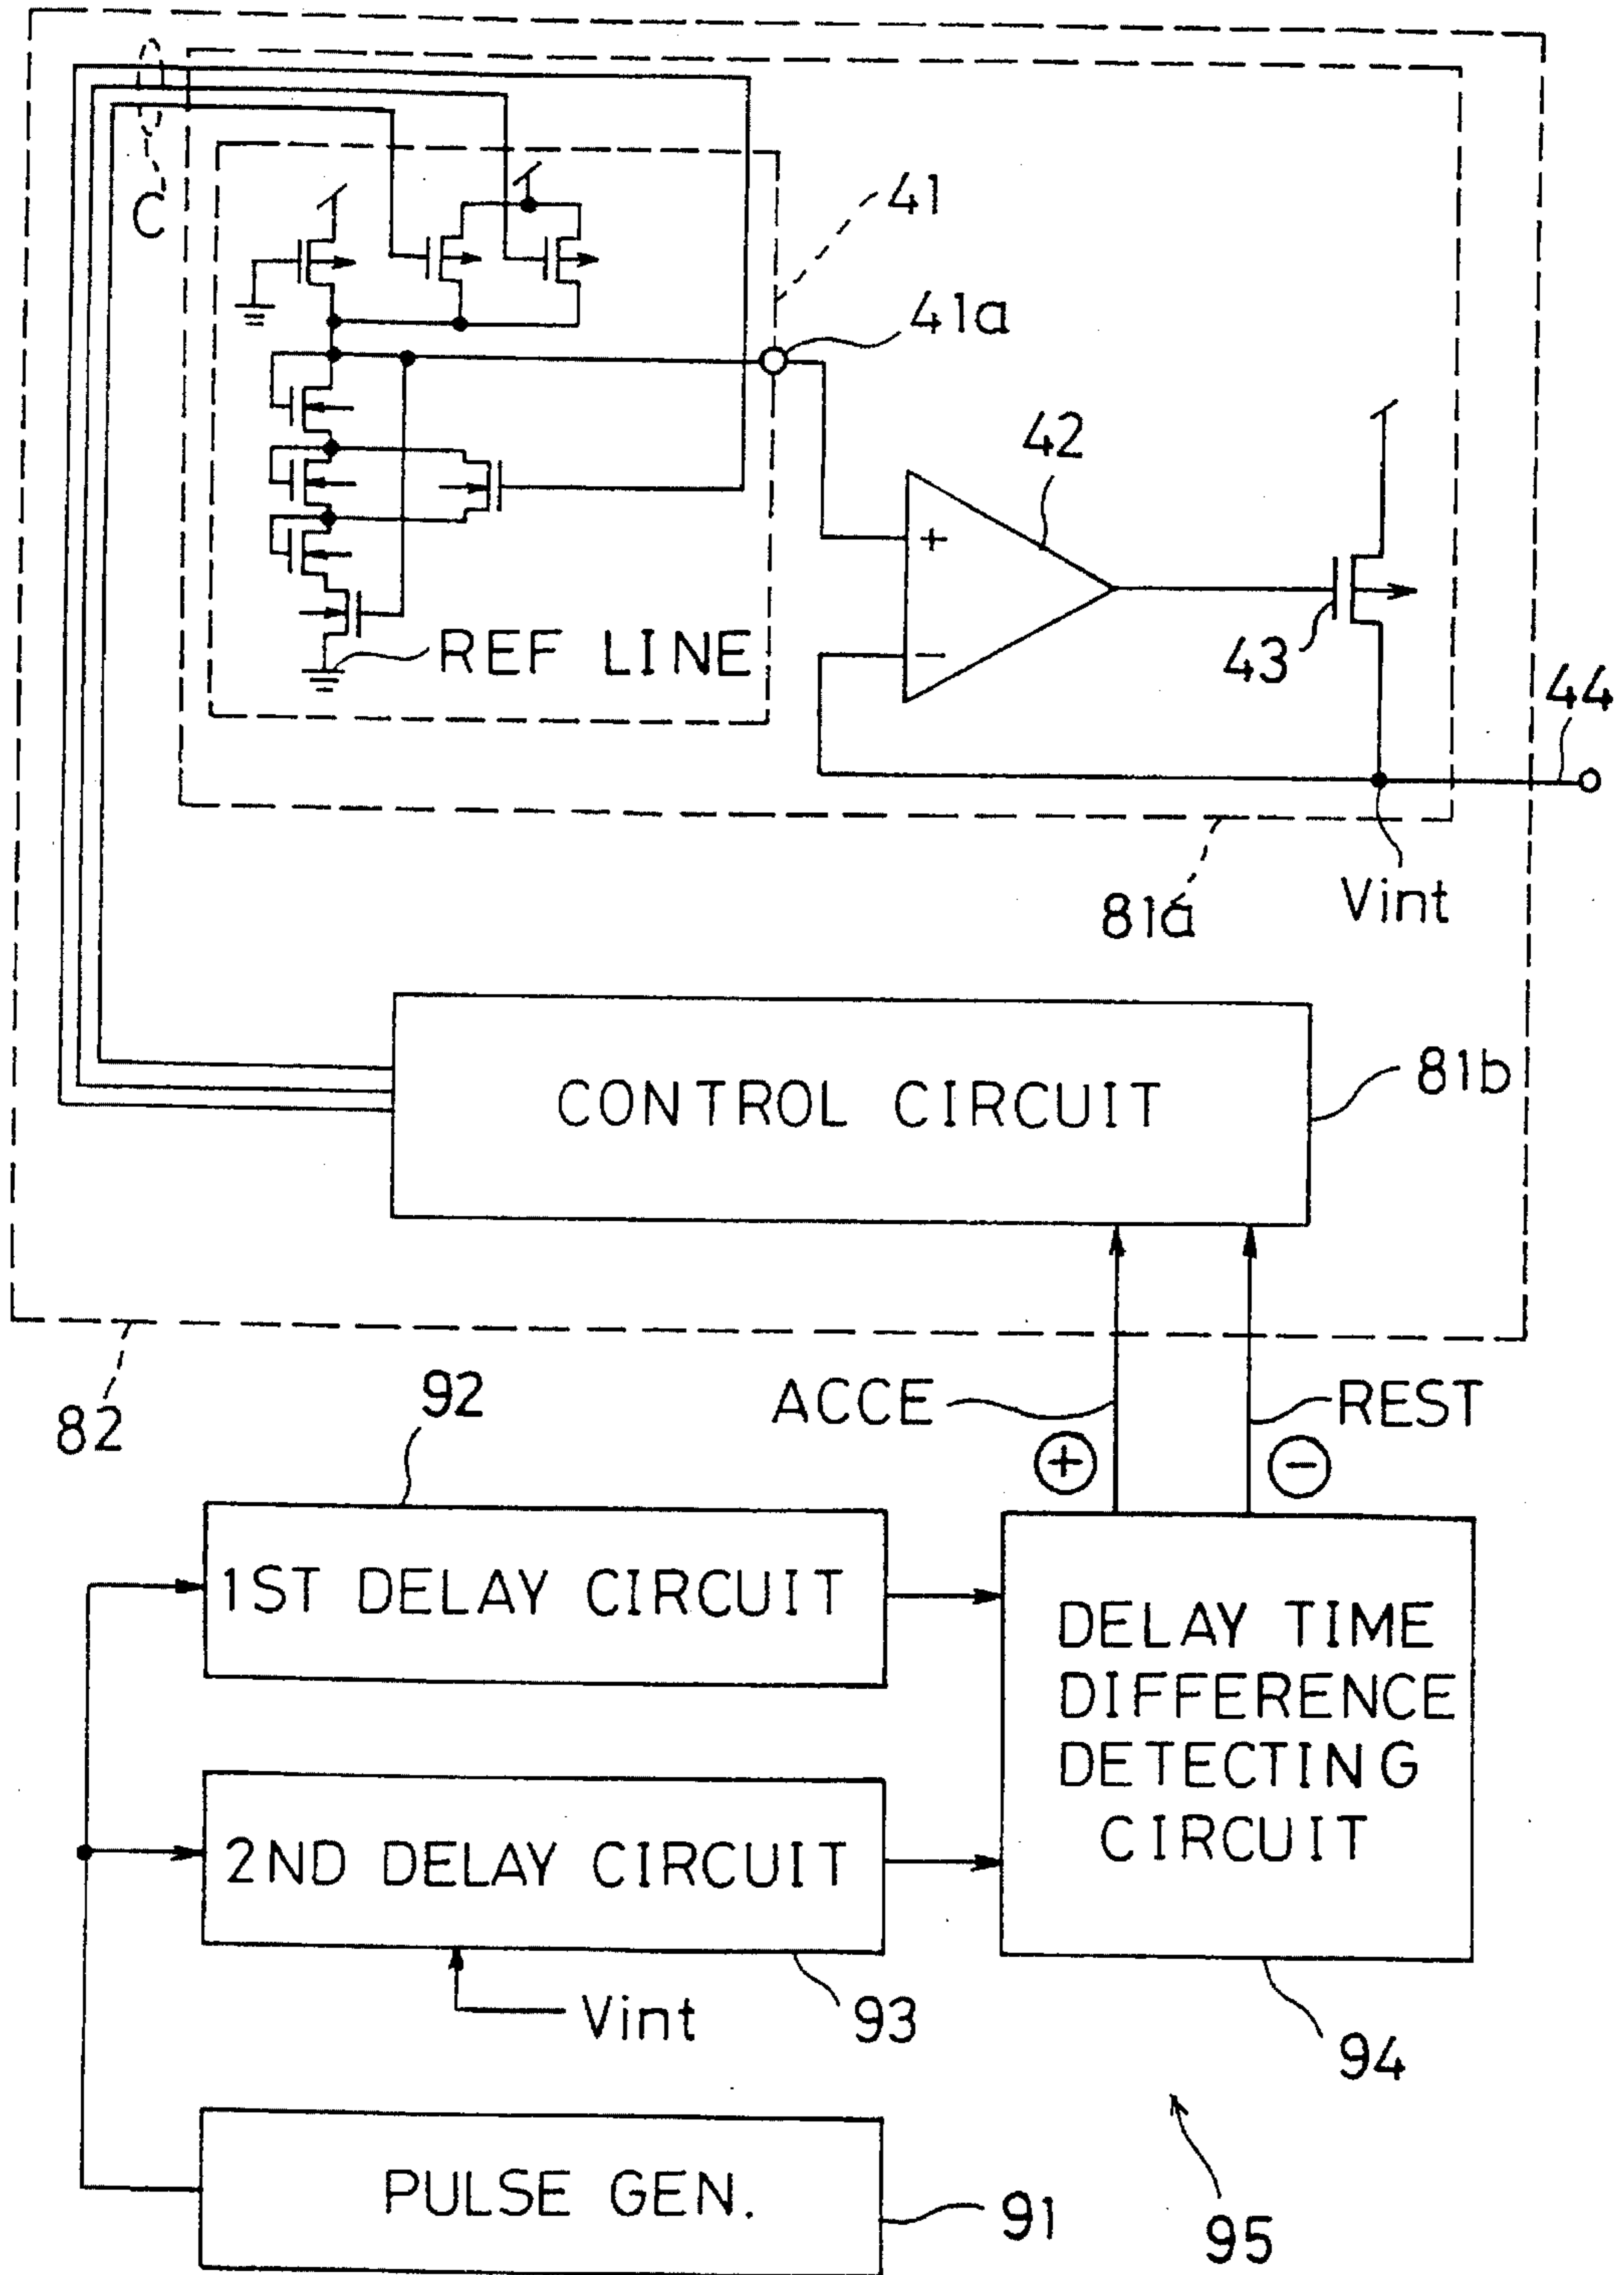 C
41
41a
42
+
−
43
44
REF LINE
81a
Vint
CONTROL CIRCUIT
81b
82
92
ACCE
REST
+
−
1ST DELAY CIRCUIT
DELAY TIME
DIFFERENCE
DETECTING
CIRCUIT
2ND DELAY CIRCUIT
Vint
93
94
PULSE GEN.
91
95